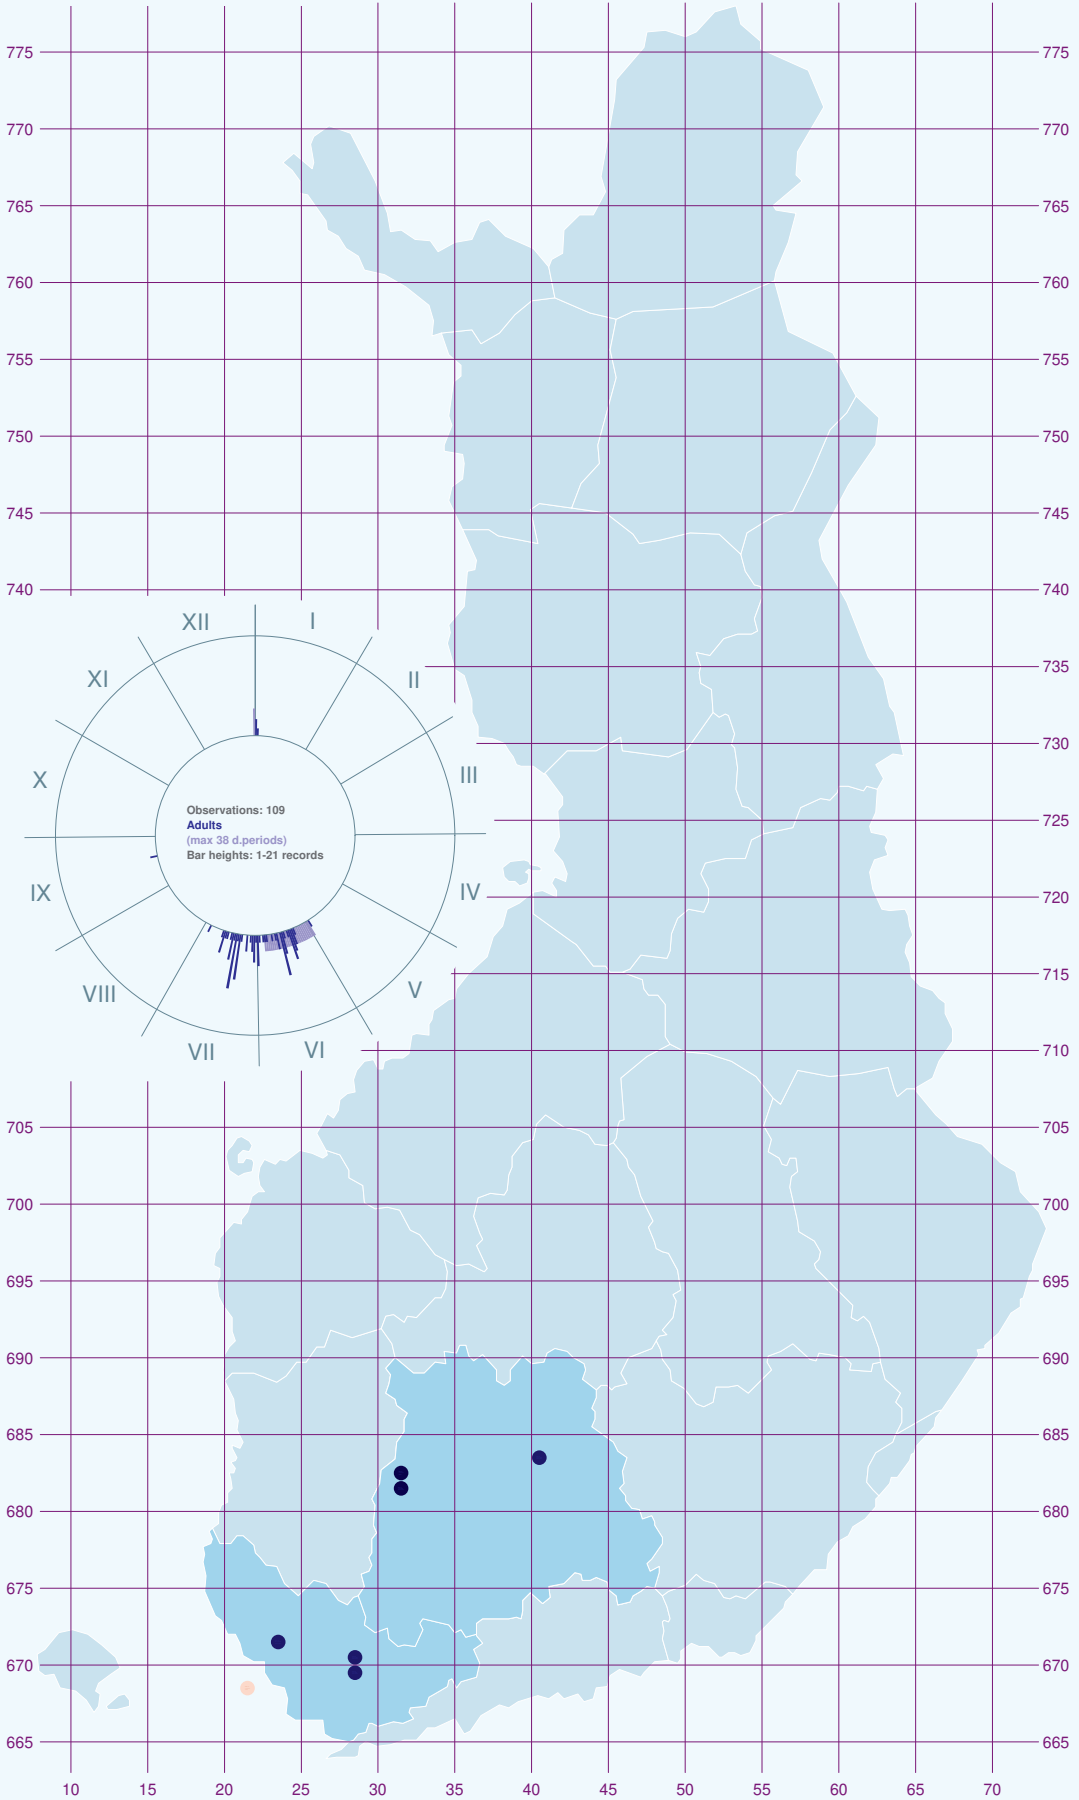 775 775
770 770
765 765
760 760
755 755
750 750
745 745
740 740
XII I
735
XI II
730
X III
Observations: 109
Adults
725
(max 38 d.periods)
Bar heights: 1-21 records
IX IV
720
VIII V
715
VII VI
710
705 705
700 700
695 695
690 690
685 685
680 680
675 675
670 670
665 665
10 15 20 25 30 35 40 45 50 55 60 65 70